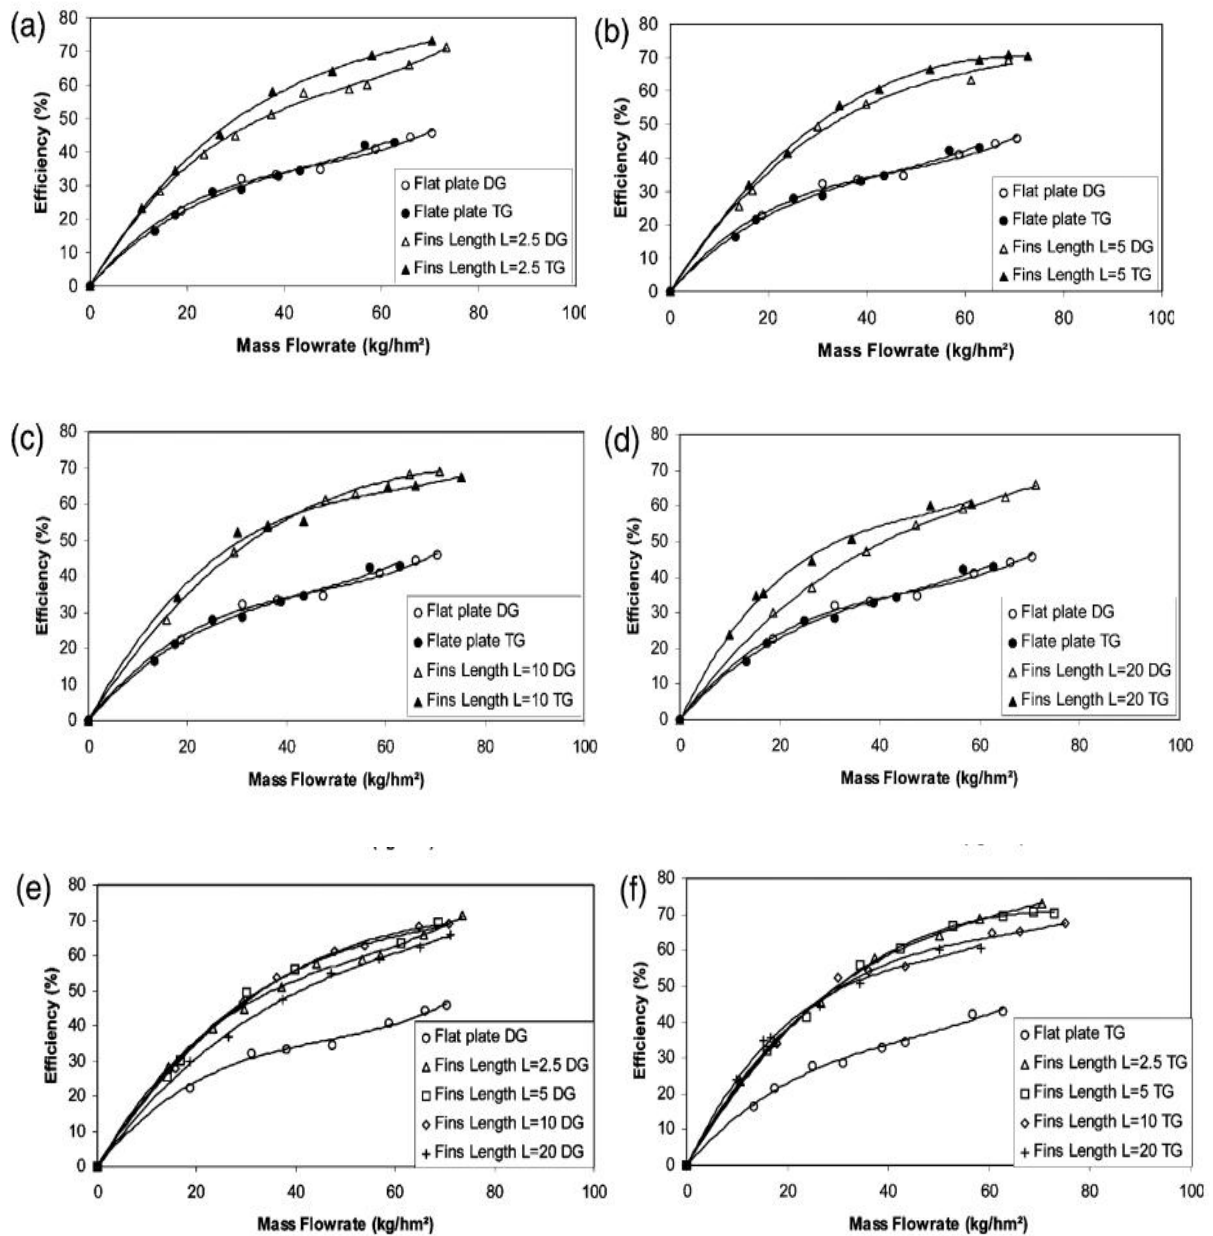 (a)
80
70
60
50
40
30
20
10
0
Efficiency (%)
0 20 40 60 80 100
Mass Flowrate (kg/hm²)
Flat plate DG
Flate plate TG
Fins Length L=2.5 DG
Fins Length L=2.5 TG
(b)
80
70
60
50
40
30
20
10
0
Efficiency (%)
0 20 40 60 80 100
Mass Flowrate (kg/hm²)
Flat plate DG
Flate plate TG
Fins Length L=5 DG
Fins Length L=5 TG
(c)
80
70
60
50
40
30
20
10
0
Efficiency (%)
0 20 40 60 80 100
Mass Flowrate (kg/hm²)
Flat plate DG
Flate plate TG
Fins Length L=10 DG
Fins Length L=10 TG
(d)
80
70
60
50
40
30
20
10
0
Efficiency (%)
0 20 40 60 80 100
Mass Flowrate (kg/hm²)
Flat plate DG
Flate plate TG
Fins Length L=20 DG
Fins Length L=20 TG
(e)
80
70
60
50
40
30
20
10
0
Efficiency (%)
0 20 40 60 80 100
Mass Flowrate (kg/hm²)
Flat plate DG
Fins Length L=2.5 DG
Fins Length L=5 DG
Fins Length L=10 DG
Fins Length L=20 DG
(f)
80
70
60
50
40
30
20
10
0
Efficiency (%)
0 20 40 60 80 100
Mass Flowrate (kg/hm²)
Flat plate TG
Fins Length L=2.5 TG
Fins Length L=5 TG
Fins Length L=10 TG
Fins Length L=20 TG